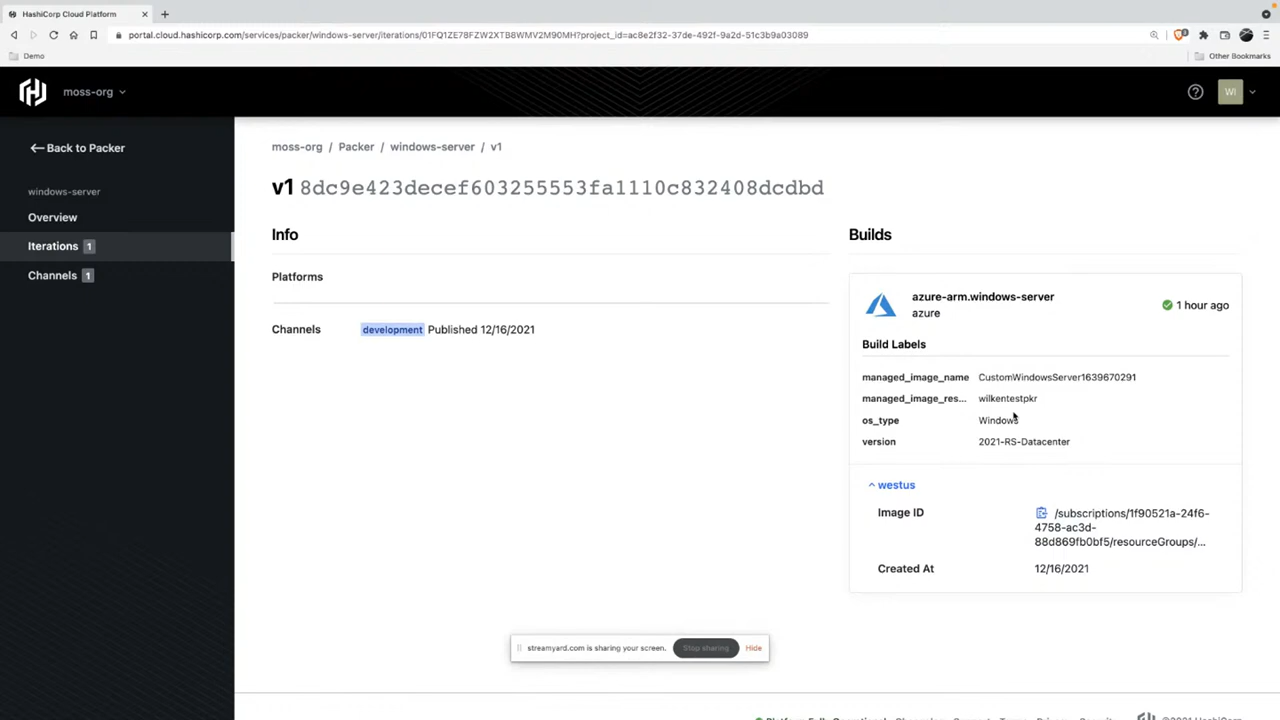 HashiCorp Cloud Platform
portal.cloud.hashicorp.com/services/packer/windows-server/iterations/01FQ1ZE78FZW2XTB8WMV2M90MH?project_id=ac8e2f32-37de-492f-9a2d-51c3b9a03089
Demo
Other Bookmarks
moss-org
WI
Back to Packer
windows-server
Overview
Iterations 1
Channels 1
moss-org / Packer / windows-server / v1
v1 8dc9e423decef603255553fa1110c832408dcdbd
Info
Platforms
Channels development Published 12/16/2021
Builds
azure-arm.windows-server
azure
1 hour ago
Build Labels
managed_image_name CustomWindowsServer1639670291
managed_image_res... wilkentestpkr
os_type Windows
version 2021-RS-Datacenter
westus
Image ID /subscriptions/1f90521a-24f6-
4758-ac3d-
88d869fb0bf5/resourceGroups/...
Created At 12/16/2021
streamyard.com is sharing your screen. Stop sharing Hide